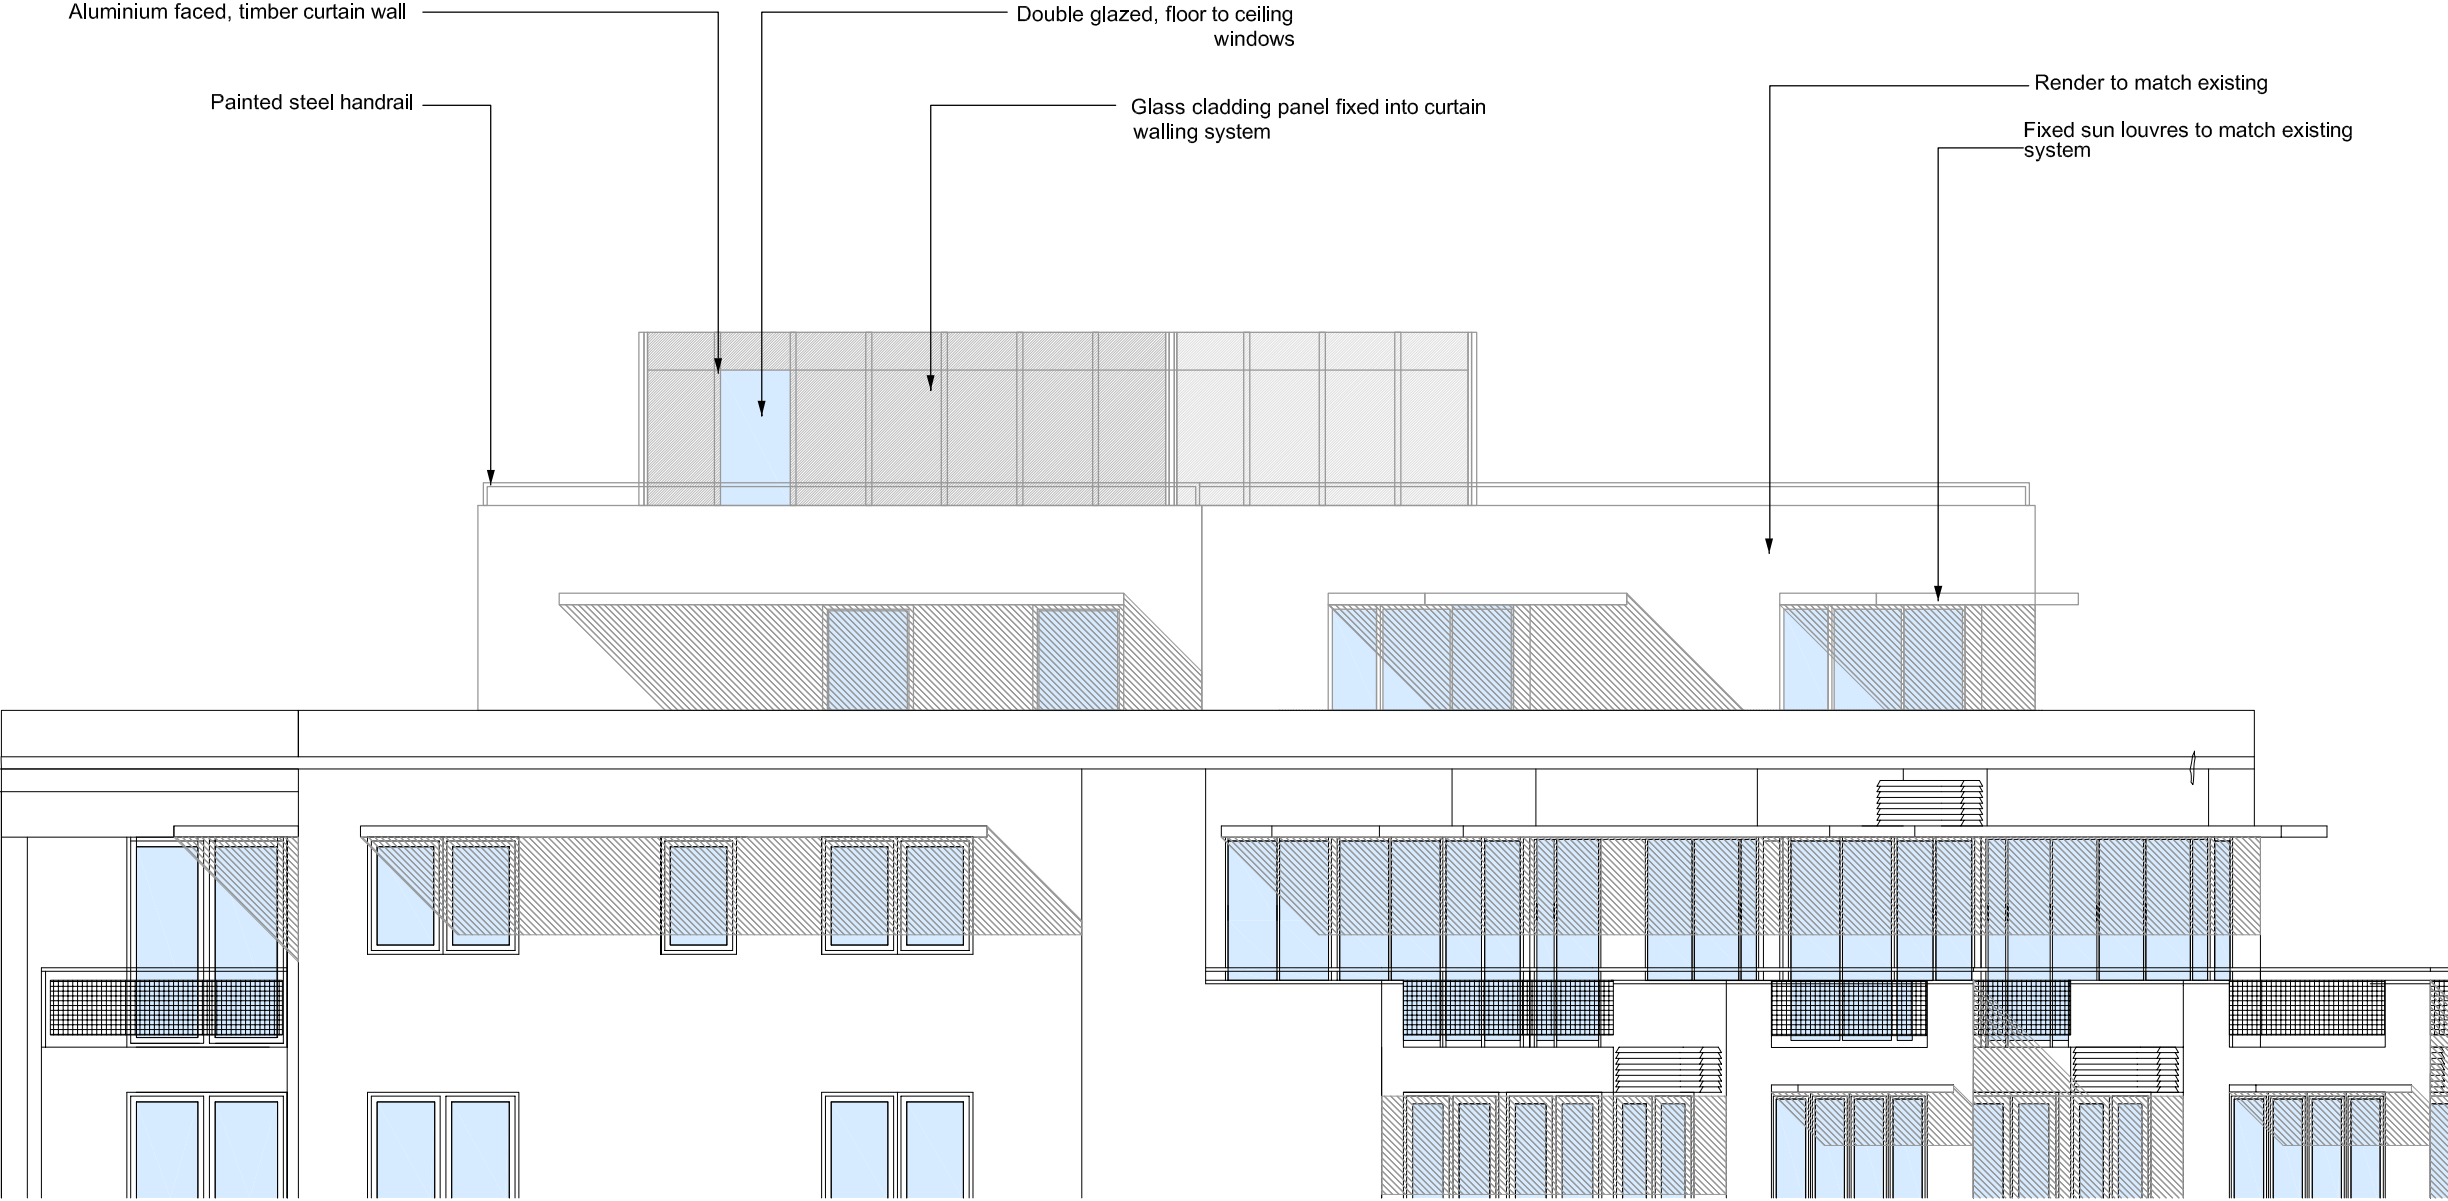 Aluminium faced, timber curtain wall
Double glazed, floor to ceiling
windows
Painted steel handrail
Glass cladding panel fixed into curtain
walling system
Render to match existing
Fixed sun louvres to match existing
system